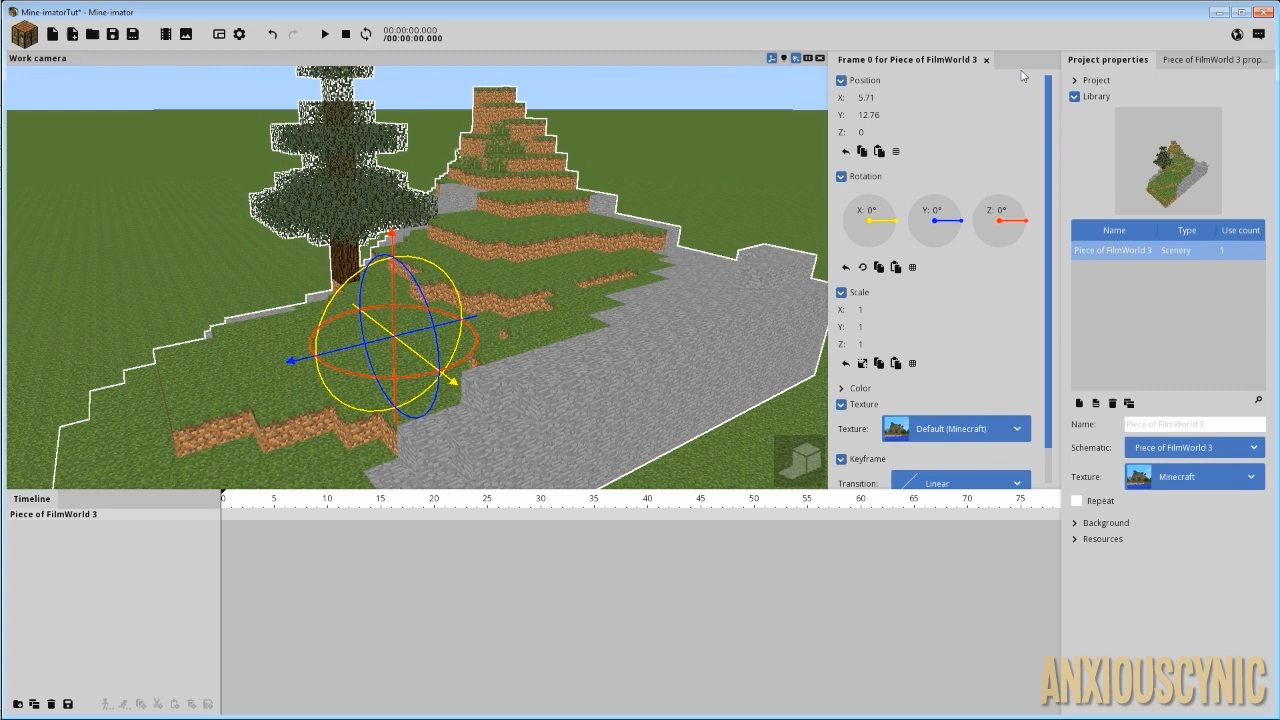 Mine-imatorTut* - Mine-imator
00:00:00.000
/00:00:00.000
Work camera
Frame 0 for Piece of FilmWorld 3
Position
X: 5.71
Y: 12.76
Z: 0
Rotation
X: 0° Y: 0° Z: 0°
Scale
X: 1
Y: 1
Z: 1
Color
Texture
Texture: Default (Minecraft)
Keyframe
Transition: Linear
Project properties Piece of FilmWorld 3 prop...
Project
Library
Name Type Use count
Piece of FilmWorld 3 Scenery 1
Name: Piece of FilmWorld 3
Schematic: Piece of FilmWorld 3
Texture: Minecraft
Repeat
Background
Resources
Timeline
0 5 10 15 20 25 30 35 40 45 50 55 60 65 70 75
Piece of FilmWorld 3
ANXIOUSCYNIC